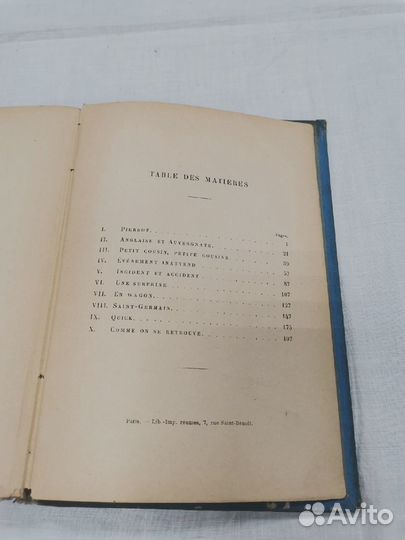 TABLE DES MATIÈRES
Pages.
I. PIERROT. 1
II. ANGLAISE ET AUVERGNATE. 21
III. PETIT COUSIN, PETITE COUSINE 39
IV. ÉVÉNEMENT INATTENDU 57
V. INCIDENT ET ACCIDENT 87
VI. UNE SURPRISE 107
VII. EN WAGON. 127
VIII. SAINT-GERMAIN. 147
IX. QUICK. 175
X. COMME ON SE RETROUVE. 197
Paris. — Lib.-Imp. réunies, 7, rue Saint-Benoît.
Avito